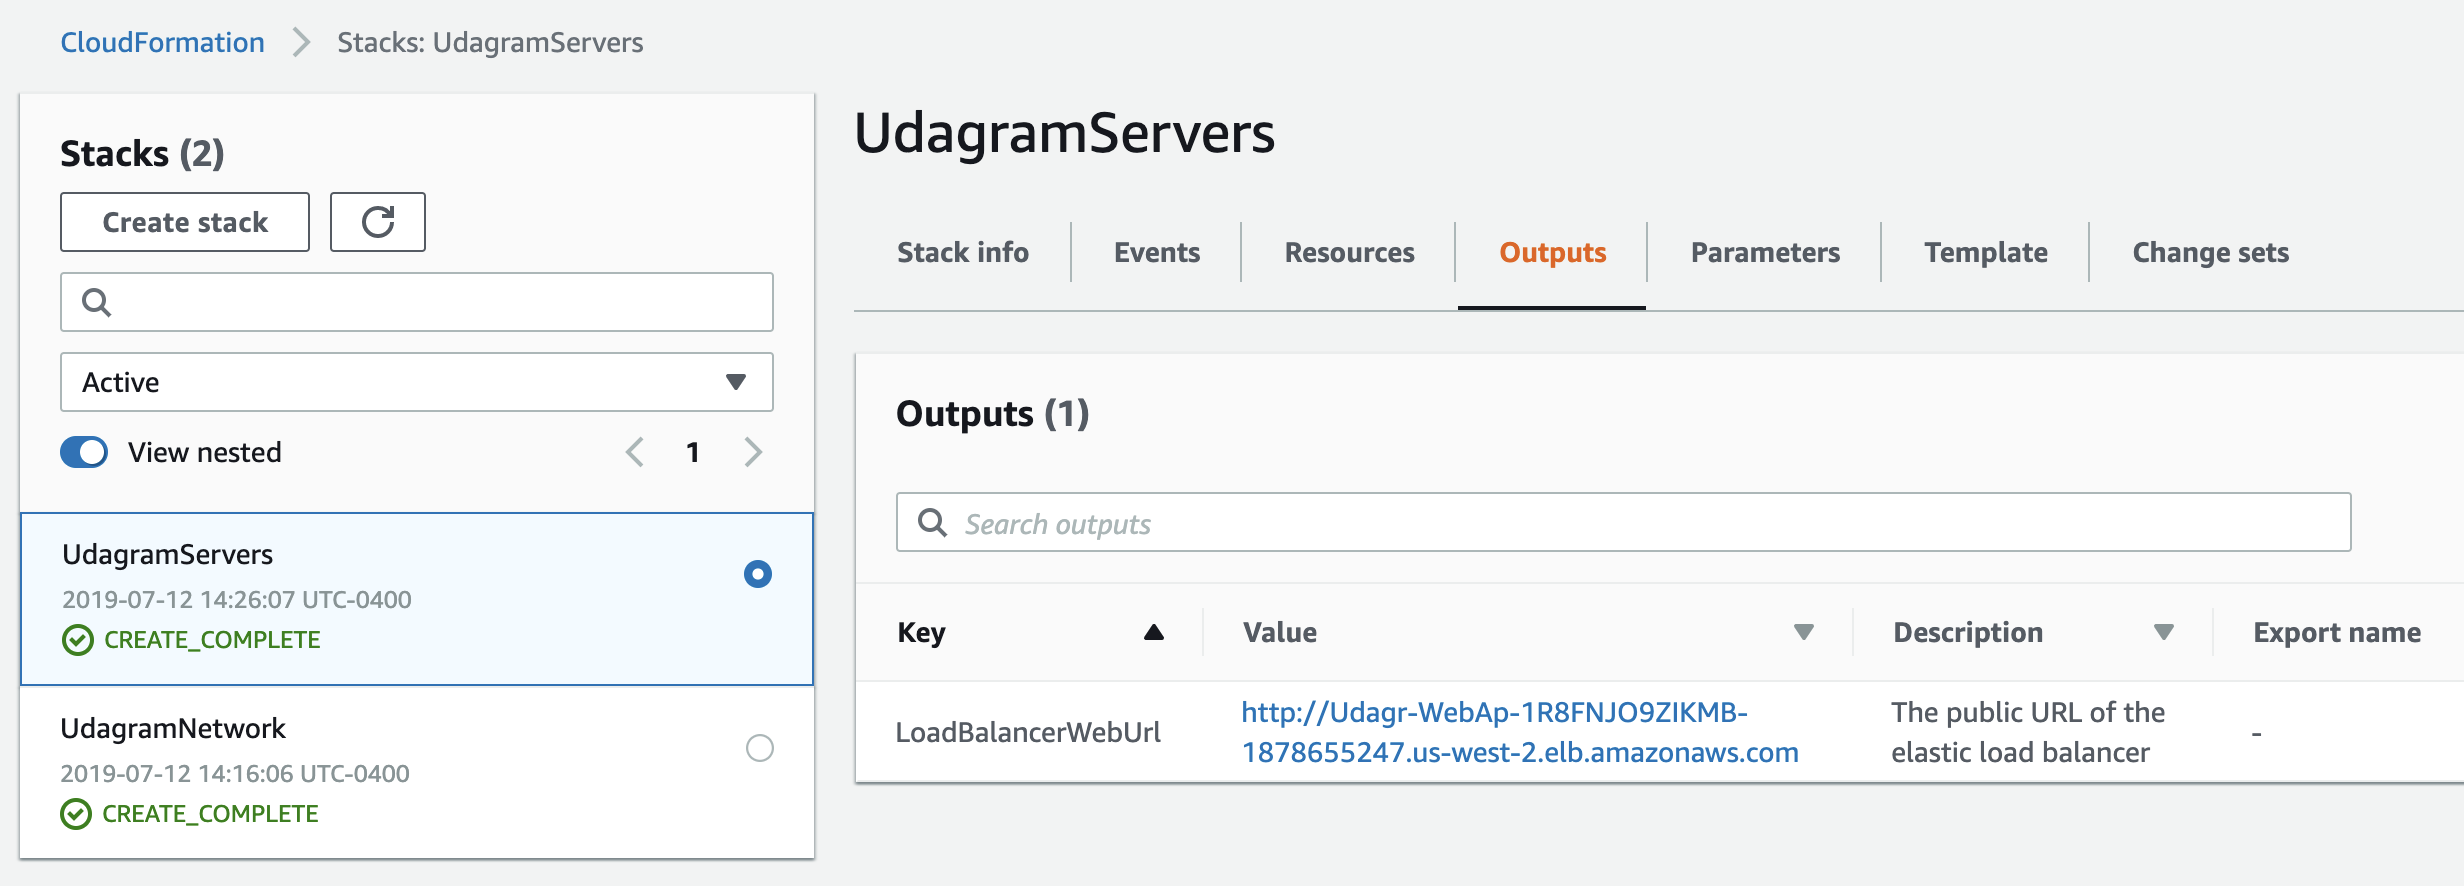 CloudFormation
Stacks: UdagramServers
Stacks (2)
Create stack
Active
View nested
1
UdagramServers
2019-07-12 14:26:07 UTC-0400
CREATE_COMPLETE
UdagramNetwork
2019-07-12 14:16:06 UTC-0400
CREATE_COMPLETE
UdagramServers
Stack info
Events
Resources
Outputs
Parameters
Template
Change sets
Outputs (1)
Search outputs
Key
Value
Description
Export name
LoadBalancerWebUrl
http://Udagr-WebAp-1R8FNJO9ZIKMB-
1878655247.us-west-2.elb.amazonaws.com
The public URL of the
elastic load balancer
-